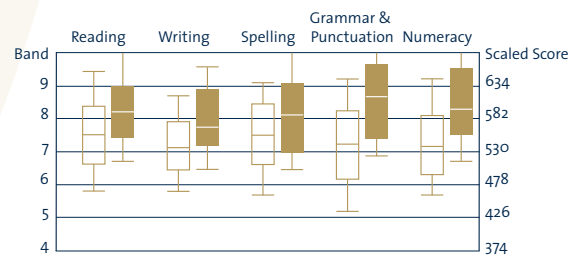 Grammar &
Reading Writing Spelling Punctuation Numeracy
Band Scaled Score
9 634
8 582
7 530
6 478
5 426
4 374